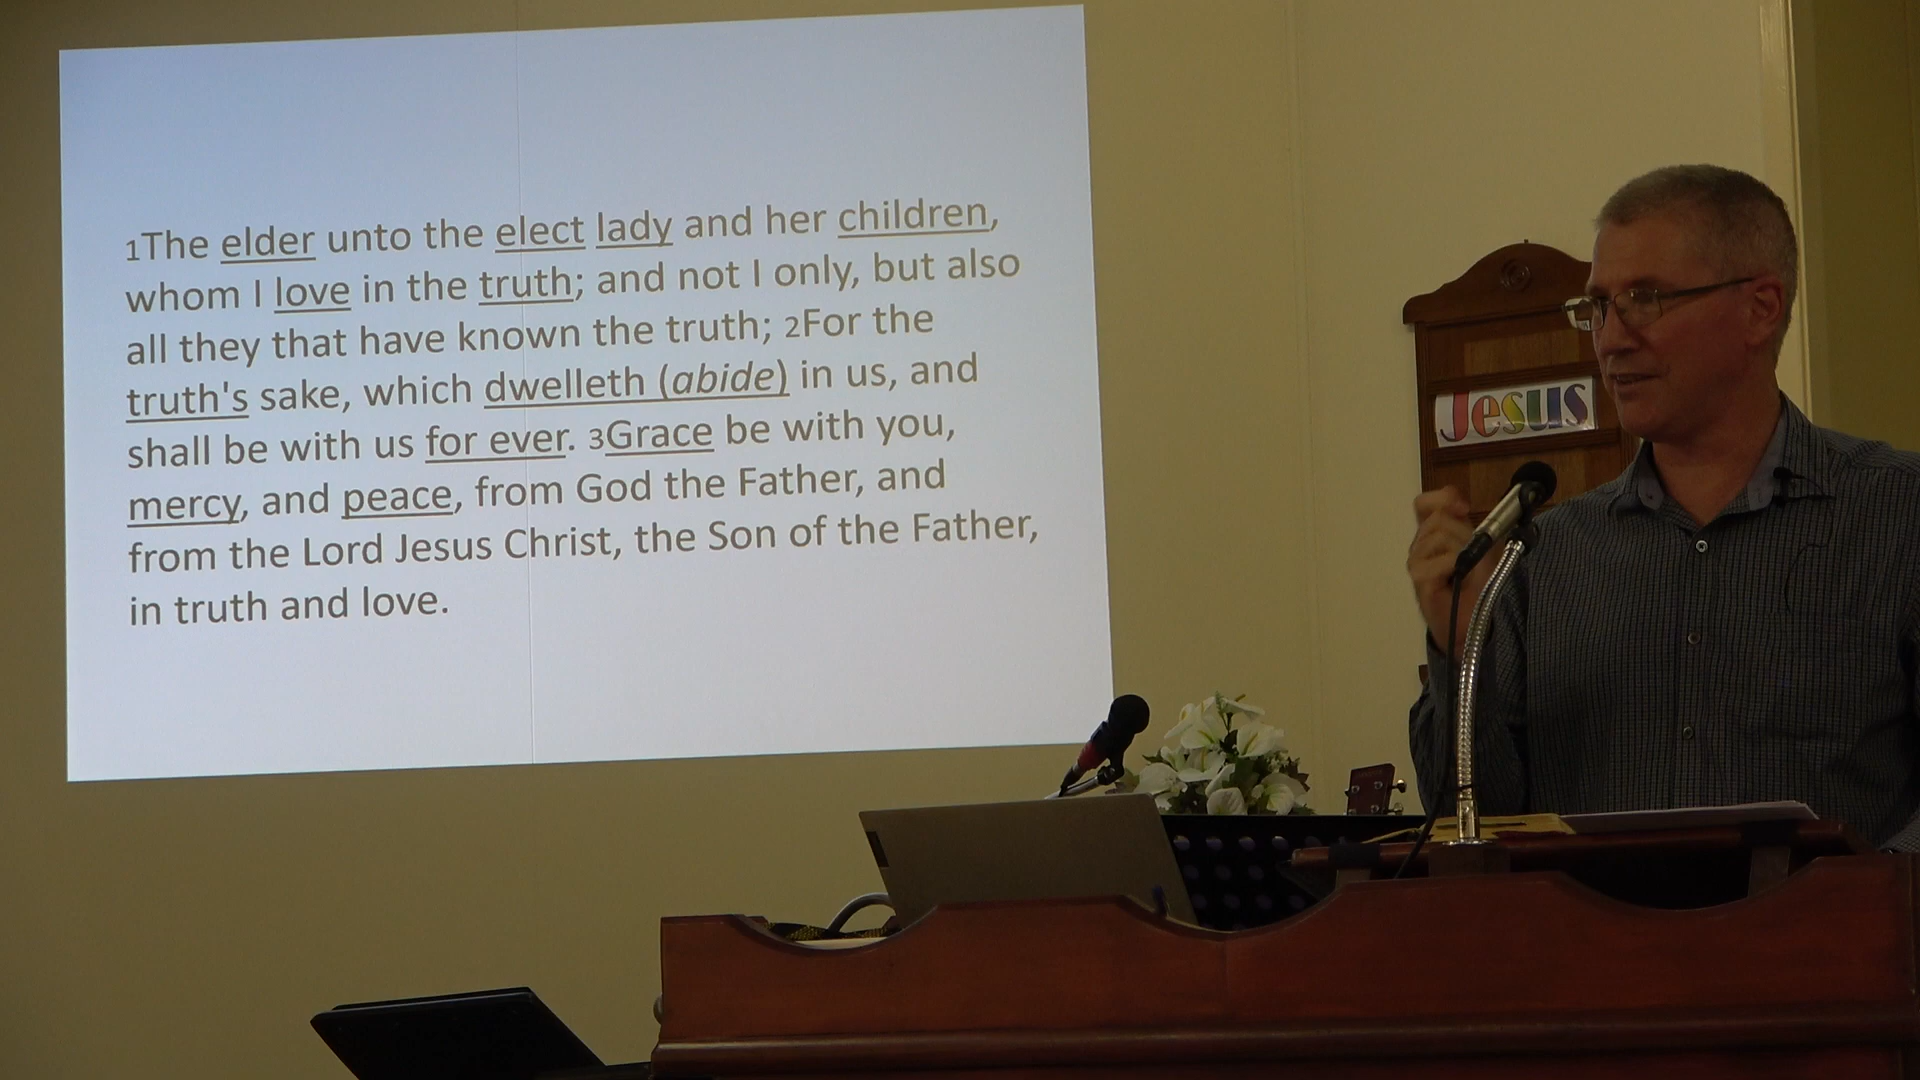 1The elder unto the elect lady and her children,
whom I love in the truth; and not I only, but also
all they that have known the truth; 2For the
truth's sake, which dwelleth (abide) in us, and
shall be with us for ever. 3Grace be with you,
mercy, and peace, from God the Father, and
from the Lord Jesus Christ, the Son of the Father,
in truth and love.
Jesus